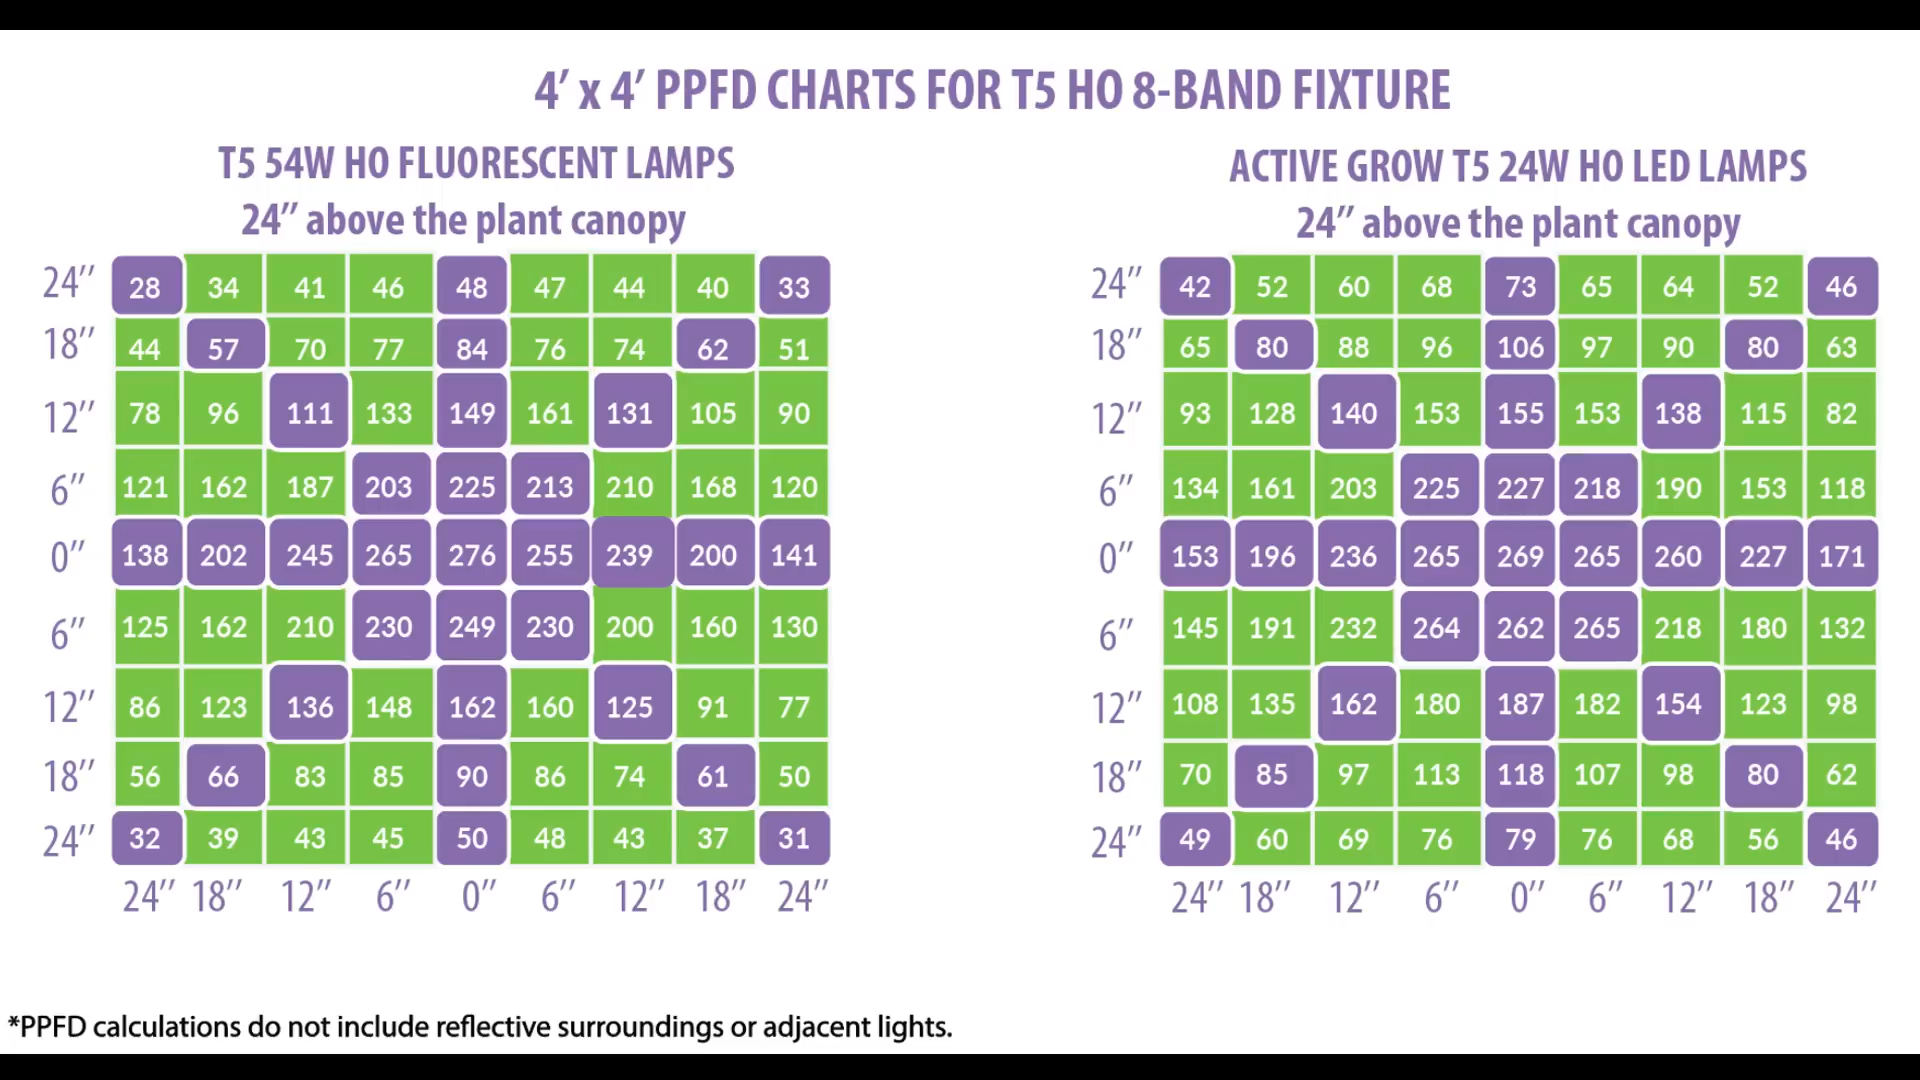 4’ x 4’ PPFD CHARTS FOR T5 HO 8-BAND FIXTURE
T5 54W HO FLUORESCENT LAMPS
24’’ above the plant canopy
24’’ 28 34 41 46 48 47 44 40 33
18’’ 44 57 70 77 84 76 74 62 51
12’’ 78 96 111 133 149 161 131 105 90
6’’ 121 162 187 203 225 213 210 168 120
0’’ 138 202 245 265 276 255 239 200 141
6’’ 125 162 210 230 249 230 200 160 130
12’’ 86 123 136 148 162 160 125 91 77
18’’ 56 66 83 85 90 86 74 61 50
24’’ 32 39 43 45 50 48 43 37 31
24’’ 18’’ 12’’ 6’’ 0’’ 6’’ 12’’ 18’’ 24’’
ACTIVE GROW T5 24W HO LED LAMPS
24’’ above the plant canopy
24’’ 42 52 60 68 73 65 64 52 46
18’’ 65 80 88 96 106 97 90 80 63
12’’ 93 128 140 153 155 153 138 115 82
6’’ 134 161 203 225 227 218 190 153 118
0’’ 153 196 236 265 269 265 260 227 171
6’’ 145 191 232 264 262 265 218 180 132
12’’ 108 135 162 180 187 182 154 123 98
18’’ 70 85 97 113 118 107 98 80 62
24’’ 49 60 69 76 79 76 68 56 46
24’’ 18’’ 12’’ 6’’ 0’’ 6’’ 12’’ 18’’ 24’’
*PPFD calculations do not include reflective surroundings or adjacent lights.